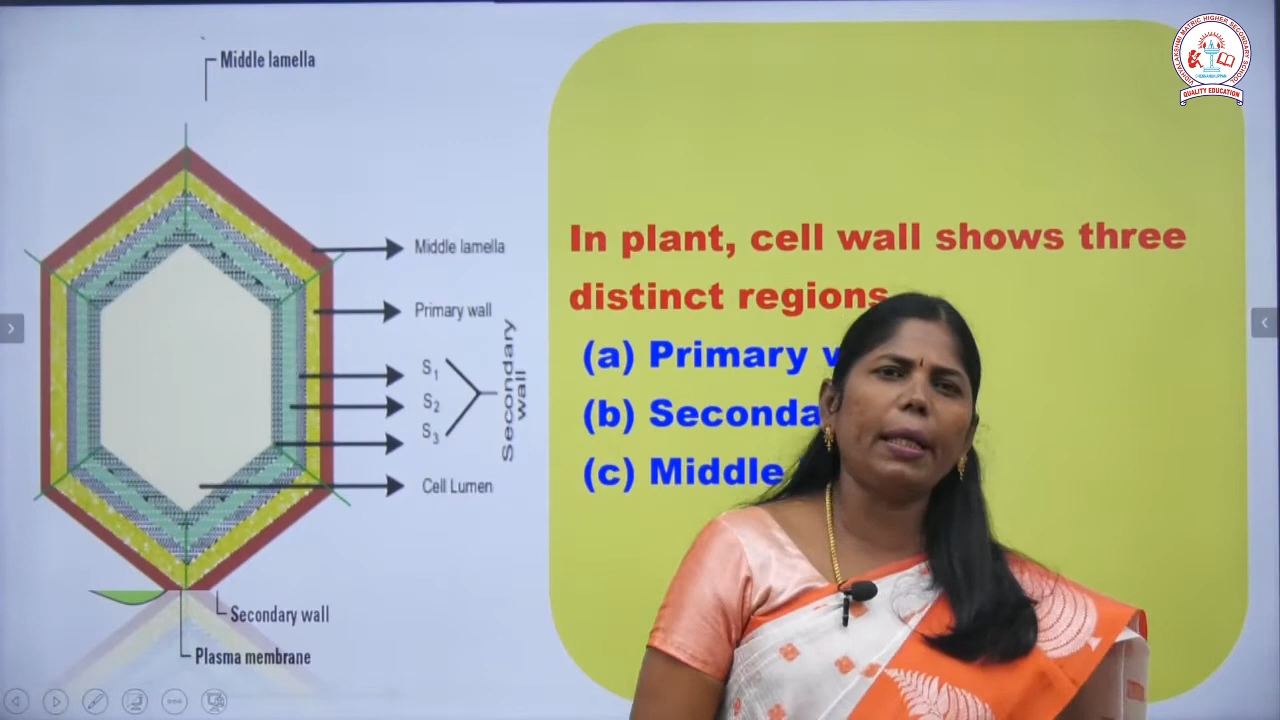 Middle lamella
Middle lamella
Primary wall
S1
S2
S3
Secondary
wall
Cell Lumen
Secondary wall
Plasma membrane
In plant, cell wall shows three
distinct regions
(a) Primary
(b) Seconda
(c) Middle
CHENNANKUPPAM
QUALITY EDUCATION